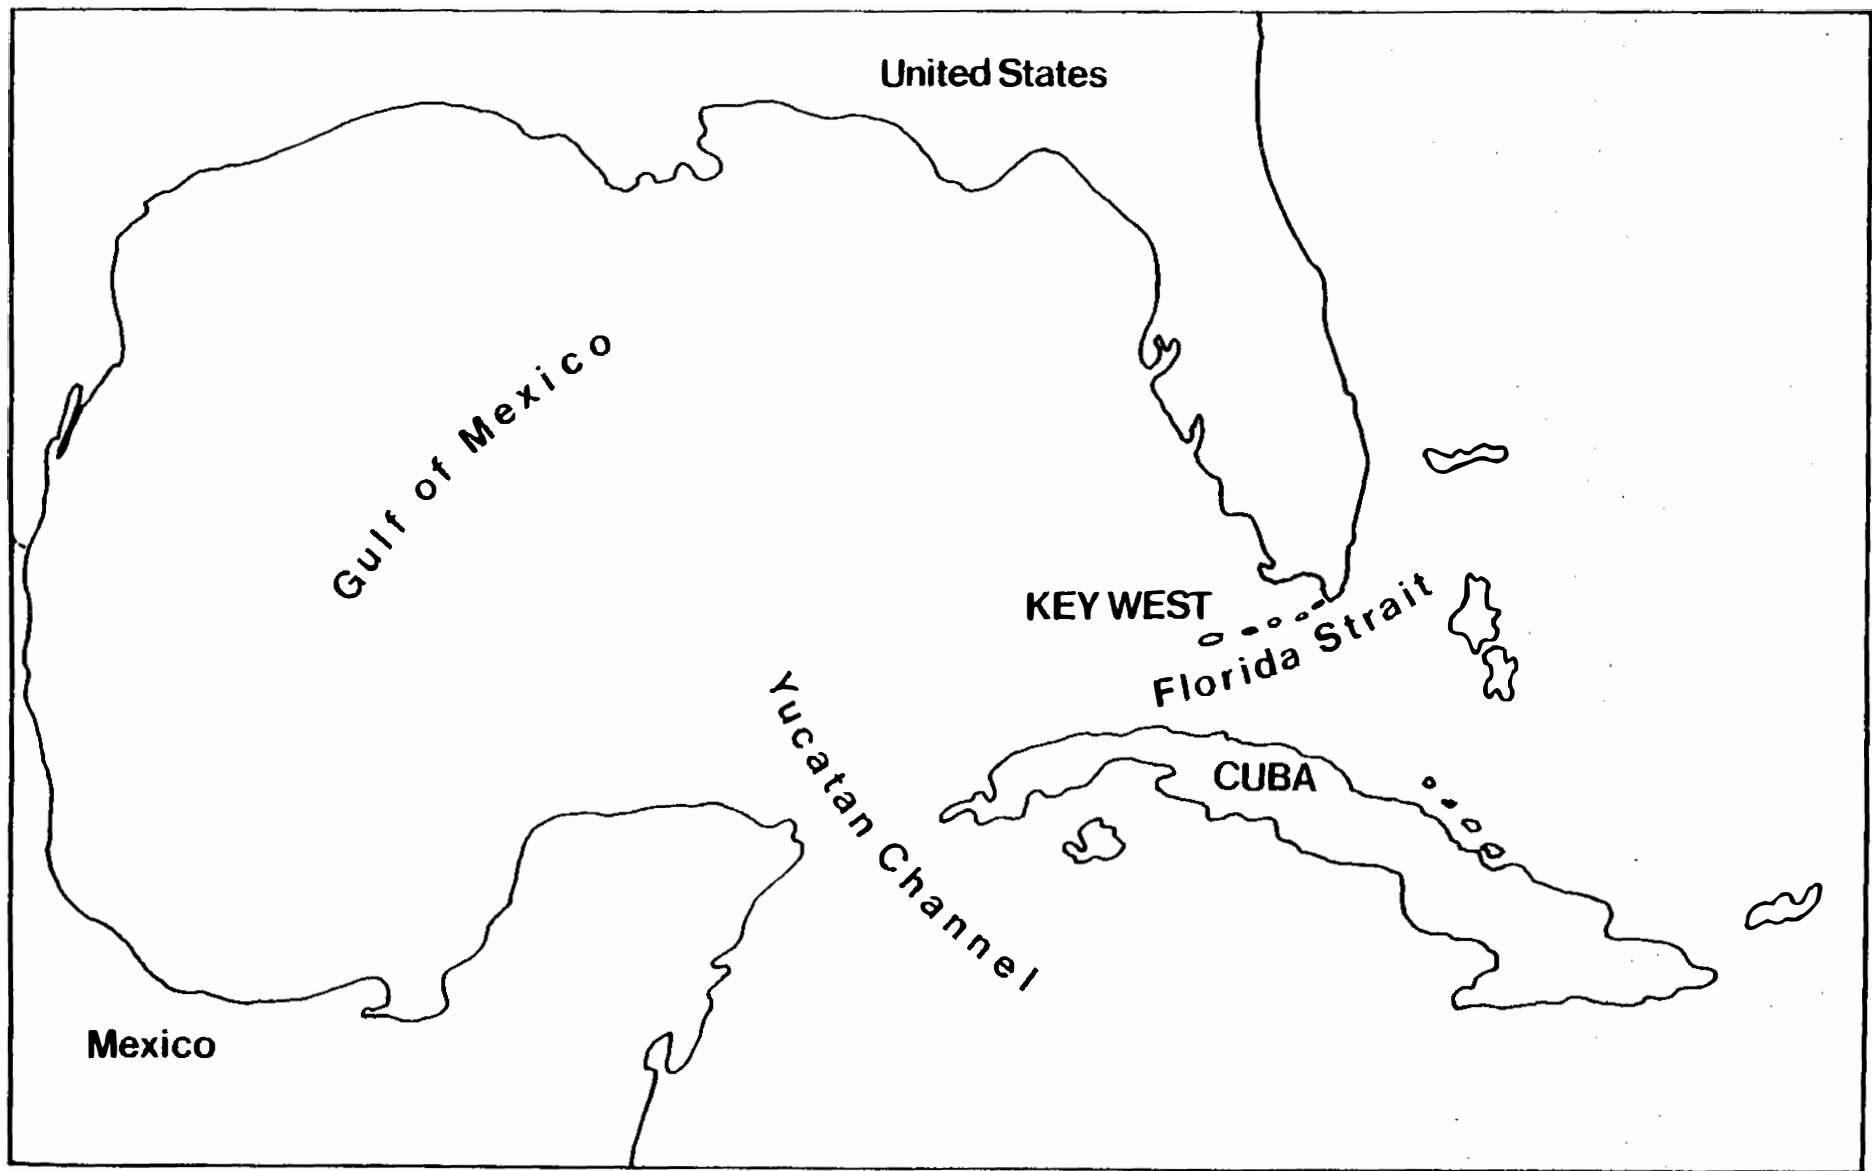 United States
Gulf of Mexico
KEY WEST
Florida Strait
Yucatan Channel
CUBA
Mexico